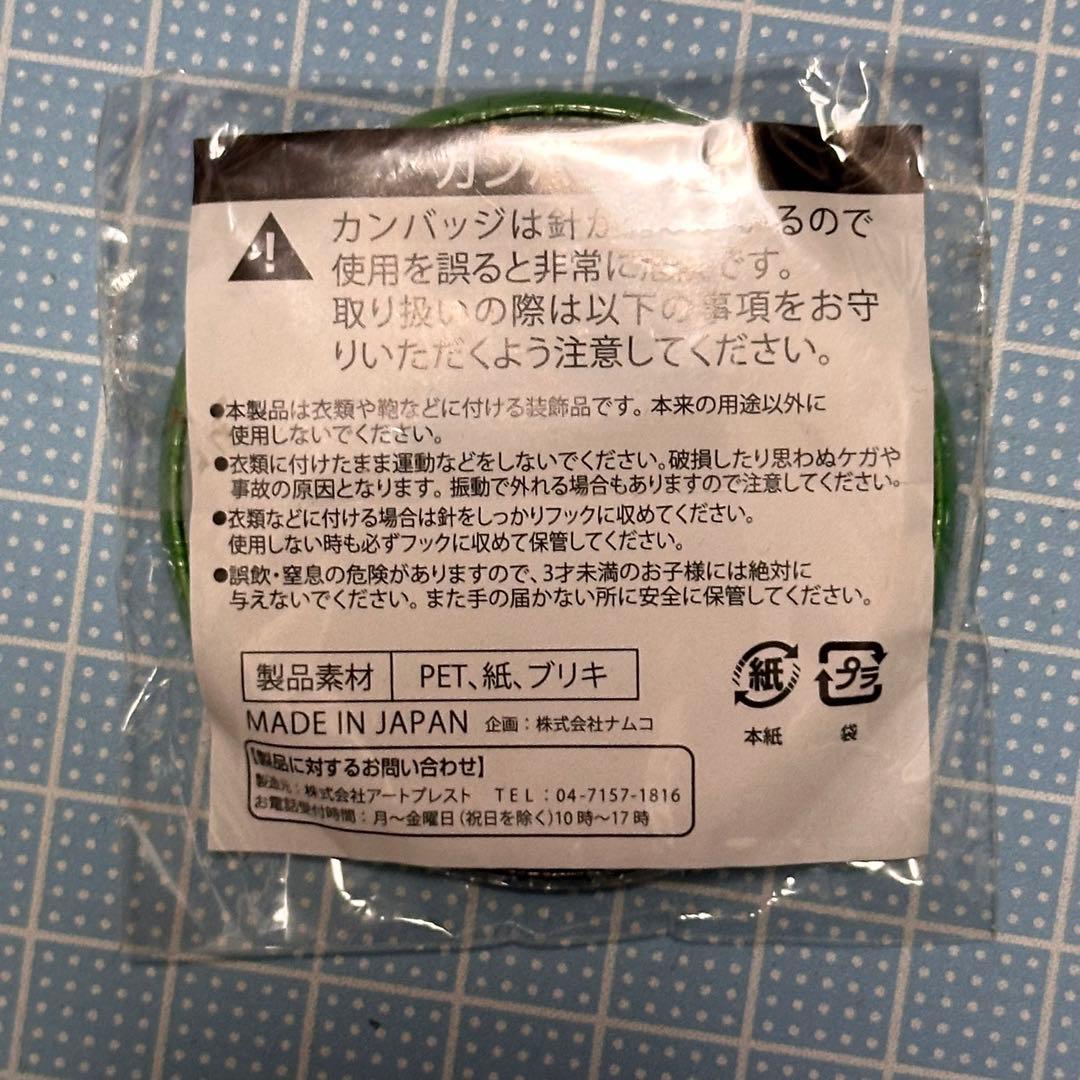 カン
カンバッジは針が るので
使用を誤ると非常に危険です。
取り扱いの際は以下の事項をお守
りいただくよう注意してください。
●本製品は衣類や鞄などに付ける装飾品です。本来の用途以外に
使用しないでください。
●衣類に付けたまま運動などをしないでください。破損したり思わぬケガや
事故の原因となります。振動で外れる場合もありますので注意してください。
●衣類などに付ける場合は針をしっかりフックに収めてください。
使用しない時も必ずフックに収めて保管してください。
●誤飲・窒息の危険がありますので、3才未満のお子様には絶対に
与えないでください。また手の届かない所に安全に保管してください。
製品素材 PET、紙、ブリキ
紙 プラ
本紙 袋
MADE IN JAPAN 企画：株式会社ナムコ
【製品に対するお問い合わせ】
製造元：株式会社アートプレスト TEL：04-7157-1816
お電話受付時間：月～金曜日(祝日を除く)10時～17時